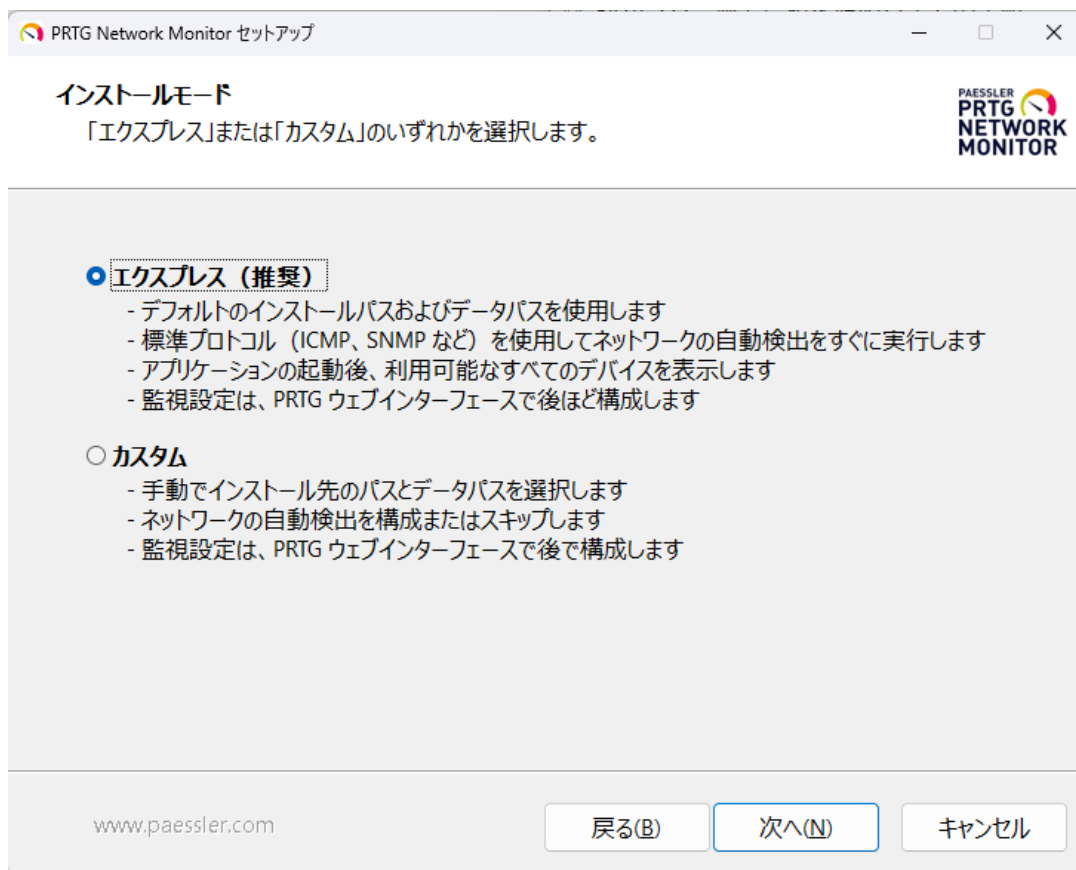 PRTG Network Monitor セットアップ
インストールモード
「エクスプレス」または「カスタム」のいずれかを選択します。
PAESSLER
PRTG
NETWORK
MONITOR
エクスプレス（推奨）
- デフォルトのインストールパスおよびデータパスを使用します
- 標準プロトコル（ICMP、SNMP など）を使用してネットワークの自動検出をすぐに実行します
- アプリケーションの起動後、利用可能なすべてのデバイスを表示します
- 監視設定は、PRTG ウェブインターフェースで後ほど構成します
カスタム
- 手動でインストール先のパスとデータパスを選択します
- ネットワークの自動検出を構成またはスキップします
- 監視設定は、PRTG ウェブインターフェースで後で構成します
www.paessler.com
戻る(B)
次へ(N)
キャンセル